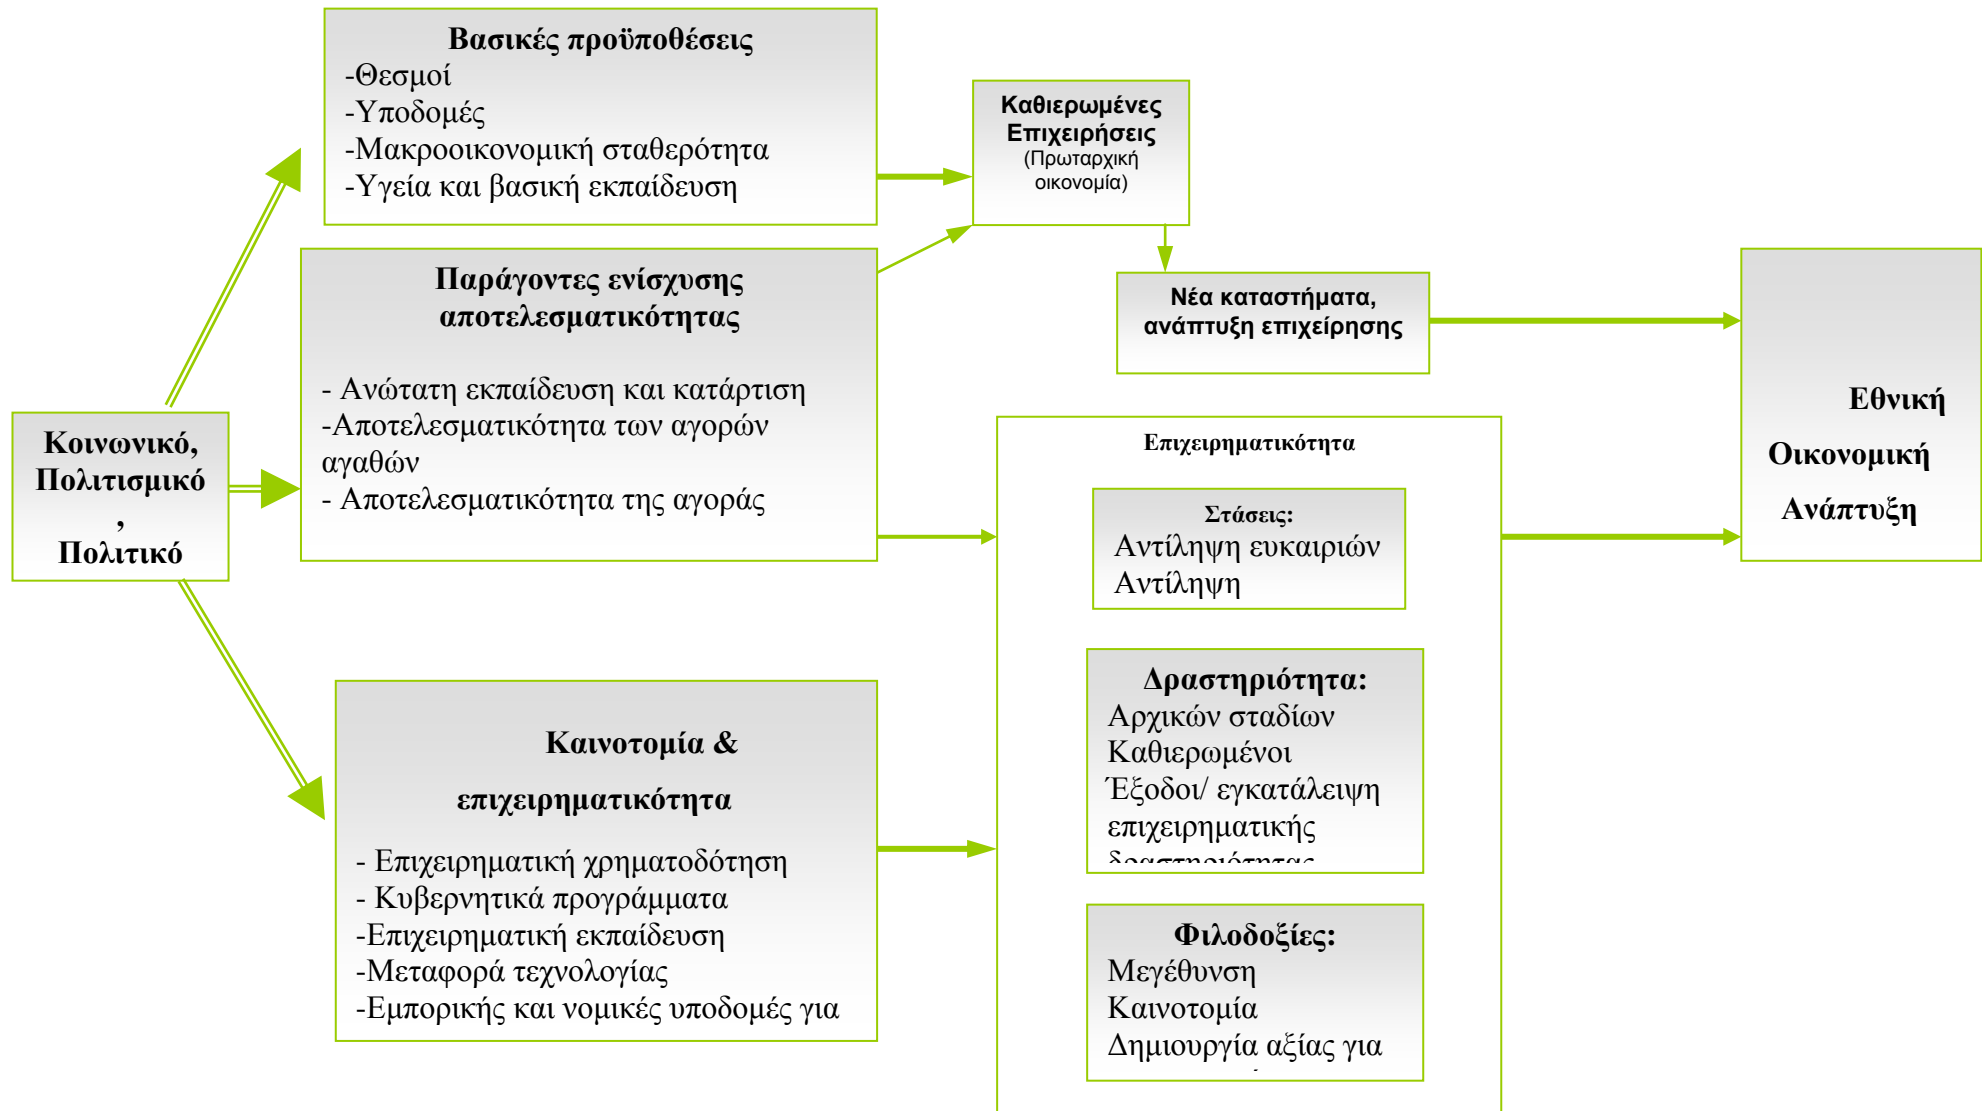 Βασικές προϋποθέσεις
-Θεσμοί
-Υποδομές
-Μακροοικονομική σταθερότητα
-Υγεία και βασική εκπαίδευση
Καθιερωμένες
Επιχειρήσεις
(Πρωταρχική
οικονομία)
Παράγοντες ενίσχυσης
αποτελεσματικότητας
- Ανώτατη εκπαίδευση και κατάρτιση
-Αποτελεσματικότητα των αγορών
αγαθών
- Αποτελεσματικότητα της αγοράς
Νέα καταστήματα,
ανάπτυξη επιχείρησης
Εθνική
Οικονομική
Ανάπτυξη
Κοινωνικό,
Πολιτισμικό
,
Πολιτικό
Επιχειρηματικότητα
Στάσεις:
Αντίληψη ευκαιριών
Αντίληψη
Δραστηριότητα:
Αρχικών σταδίων
Καθιερωμένοι
Έξοδοι/ εγκατάλειψη
επιχειρηματικής
δραστηριότητας
Καινοτομία &
επιχειρηματικότητα
- Επιχειρηματική χρηματοδότηση
- Κυβερνητικά προγράμματα
-Επιχειρηματική εκπαίδευση
-Μεταφορά τεχνολογίας
-Εμπορικής και νομικές υποδομές για
Φιλοδοξίες:
Μεγέθυνση
Καινοτομία
Δημιουργία αξίας για